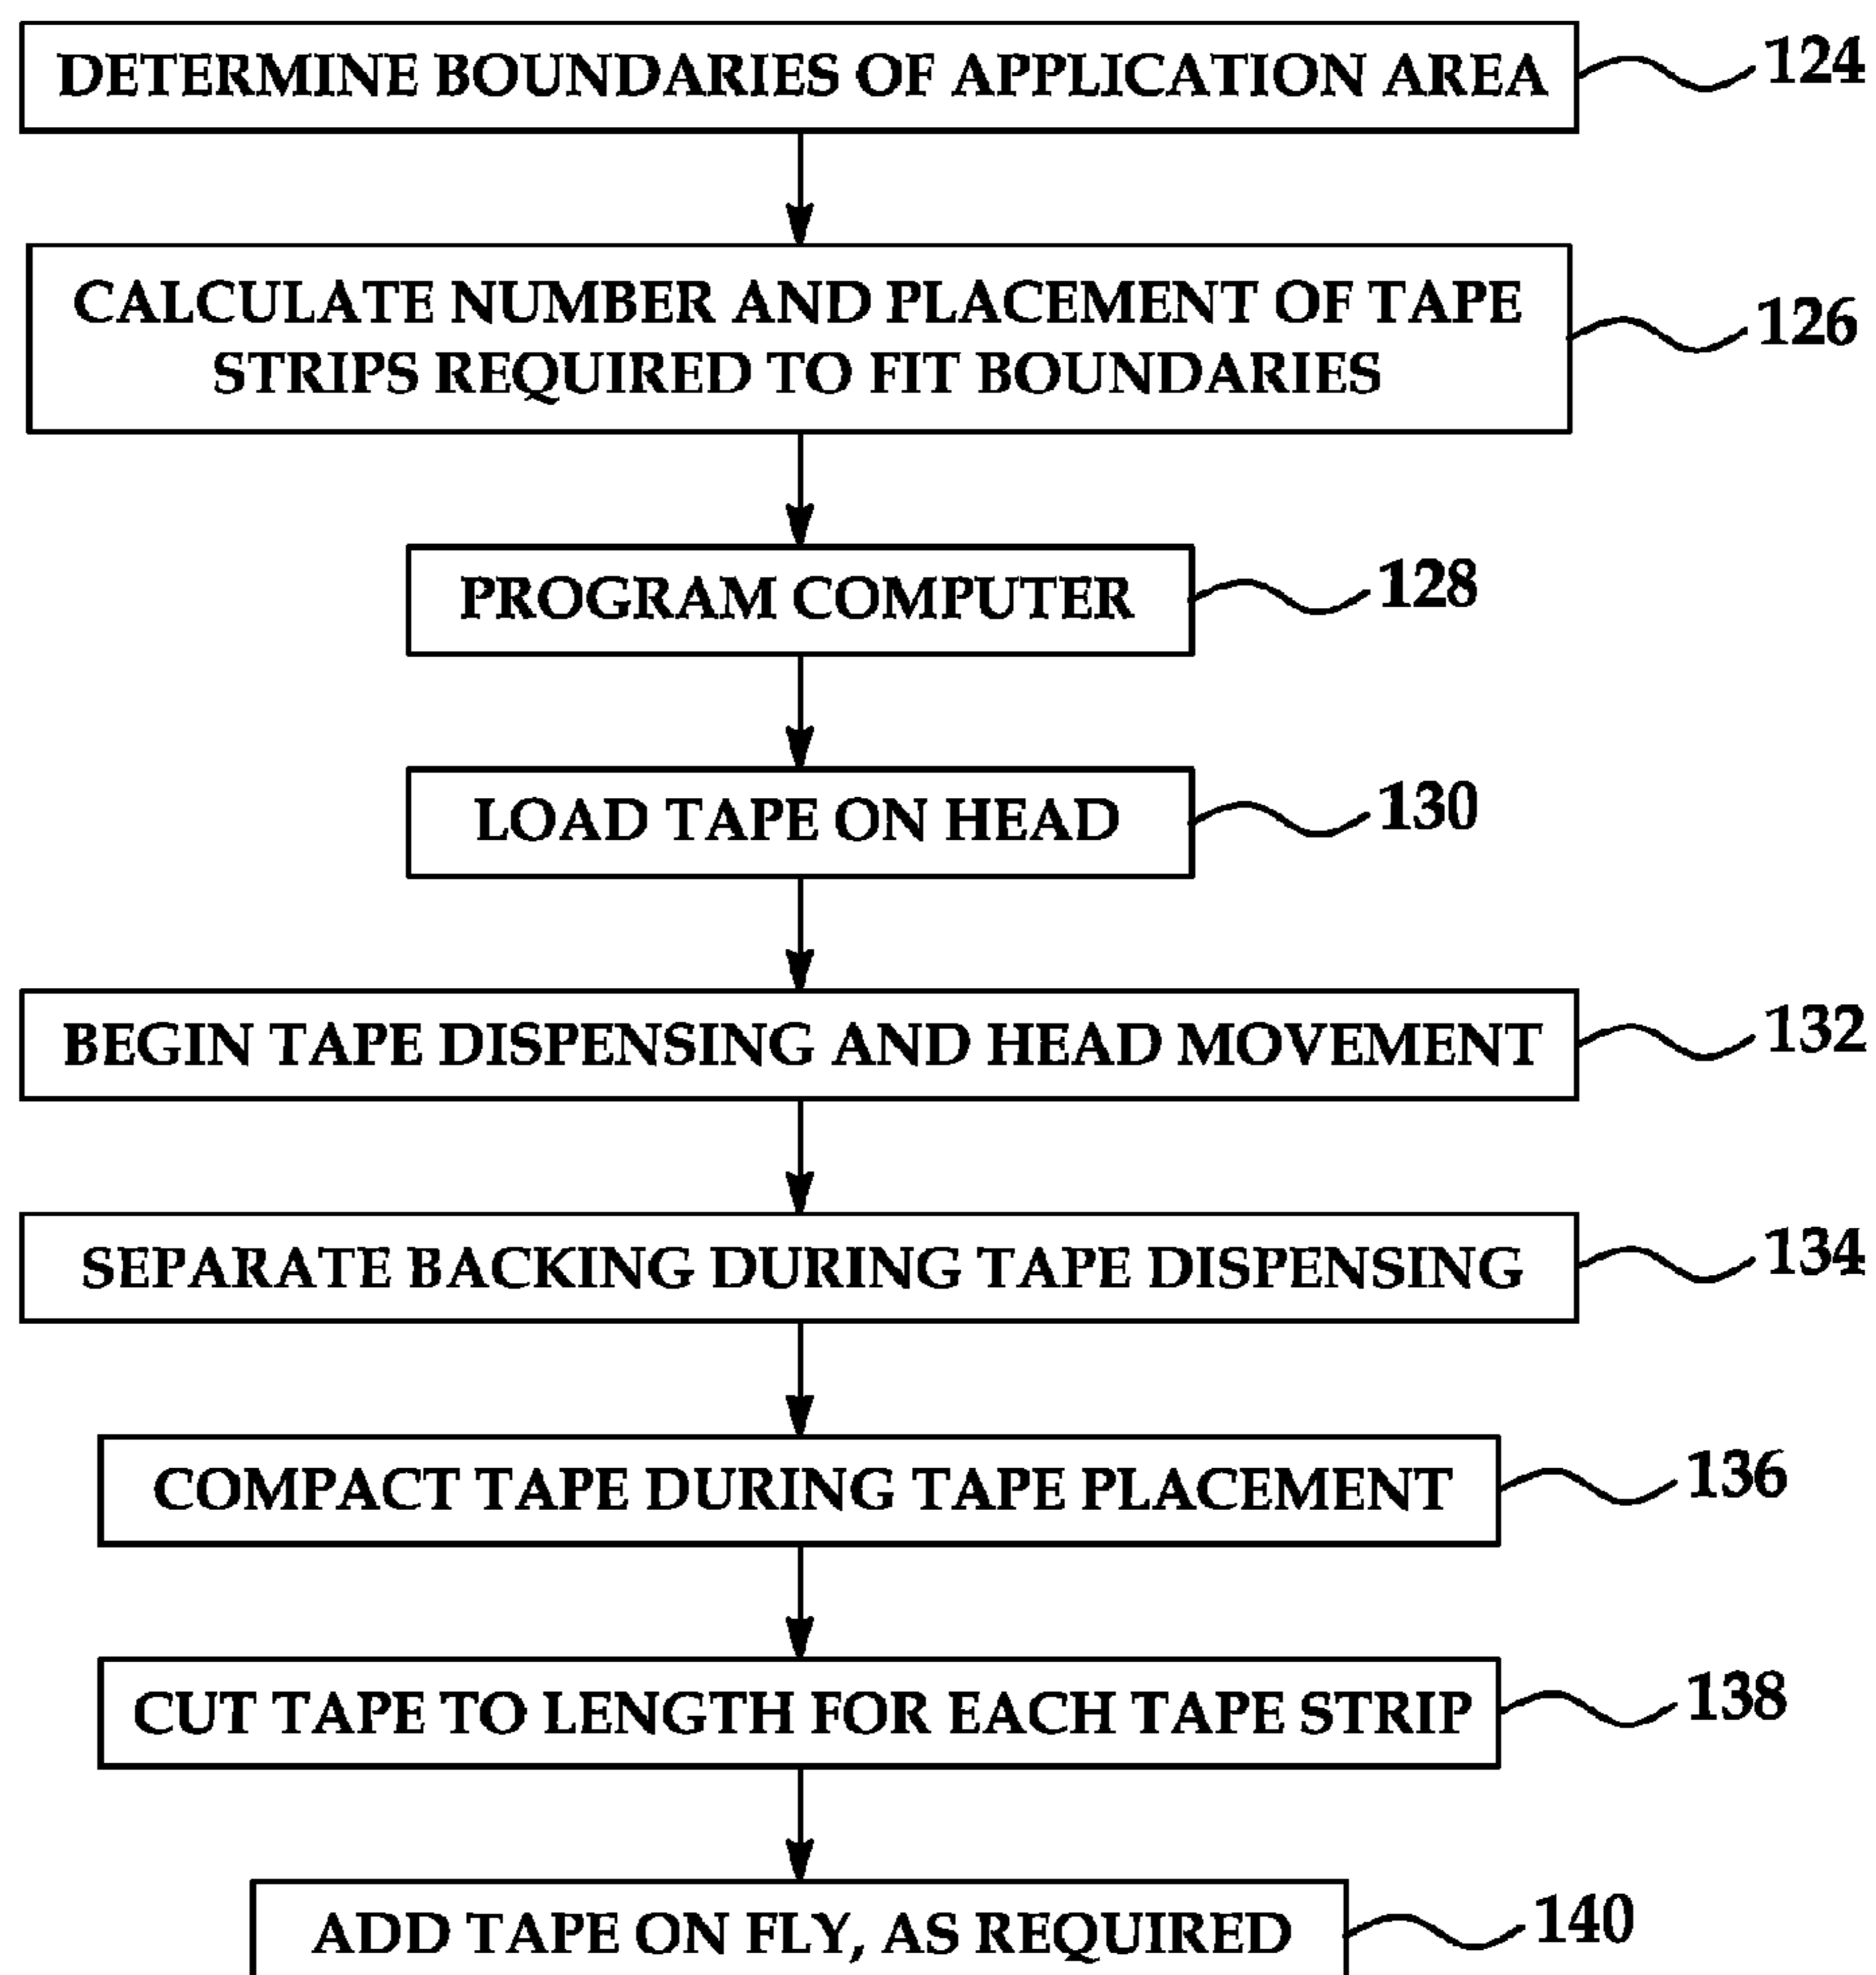 DETERMINE BOUNDARIES OF APPLICATION AREA 124
CALCULATE NUMBER AND PLACEMENT OF TAPE
STRIPS REQUIRED TO FIT BOUNDARIES 126
PROGRAM COMPUTER 128
LOAD TAPE ON HEAD 130
BEGIN TAPE DISPENSING AND HEAD MOVEMENT 132
SEPARATE BACKING DURING TAPE DISPENSING 134
COMPACT TAPE DURING TAPE PLACEMENT 136
CUT TAPE TO LENGTH FOR EACH TAPE STRIP 138
ADD TAPE ON FLY, AS REQUIRED 140